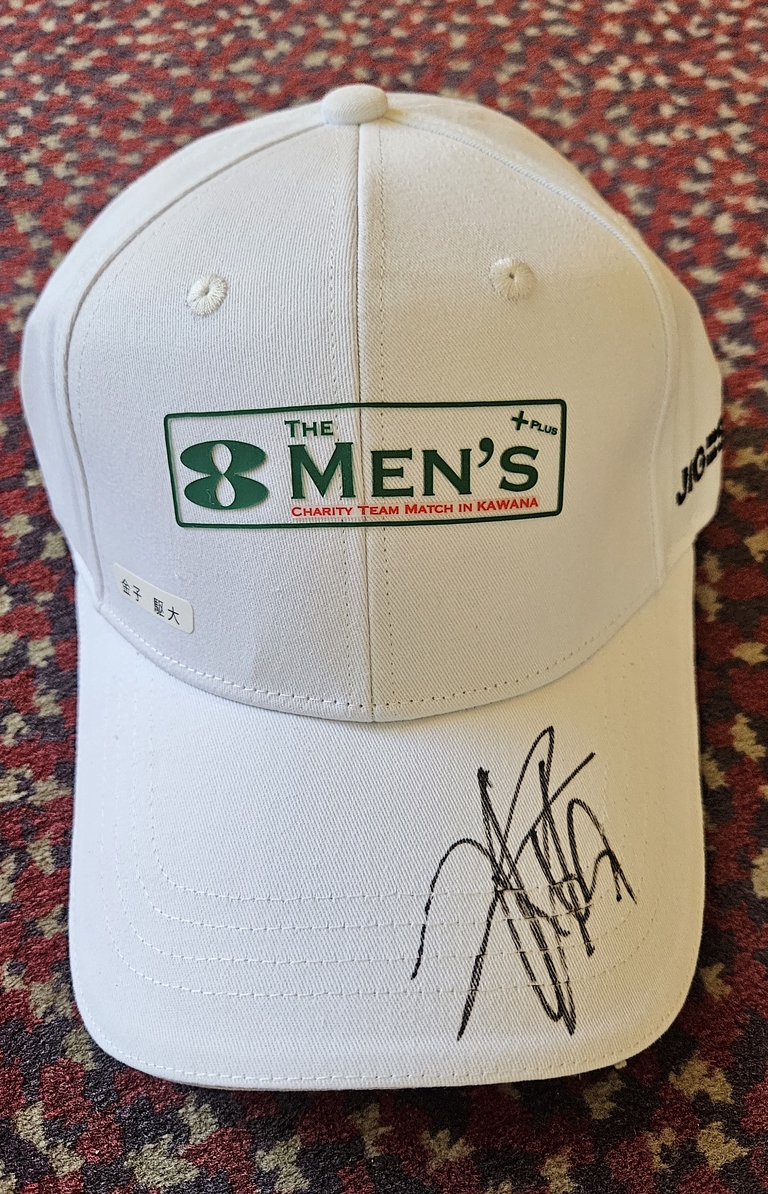 THE
+PLUS
8 MEN'S
CHARITY TEAM MATCH IN KAWANA
金子 駆大